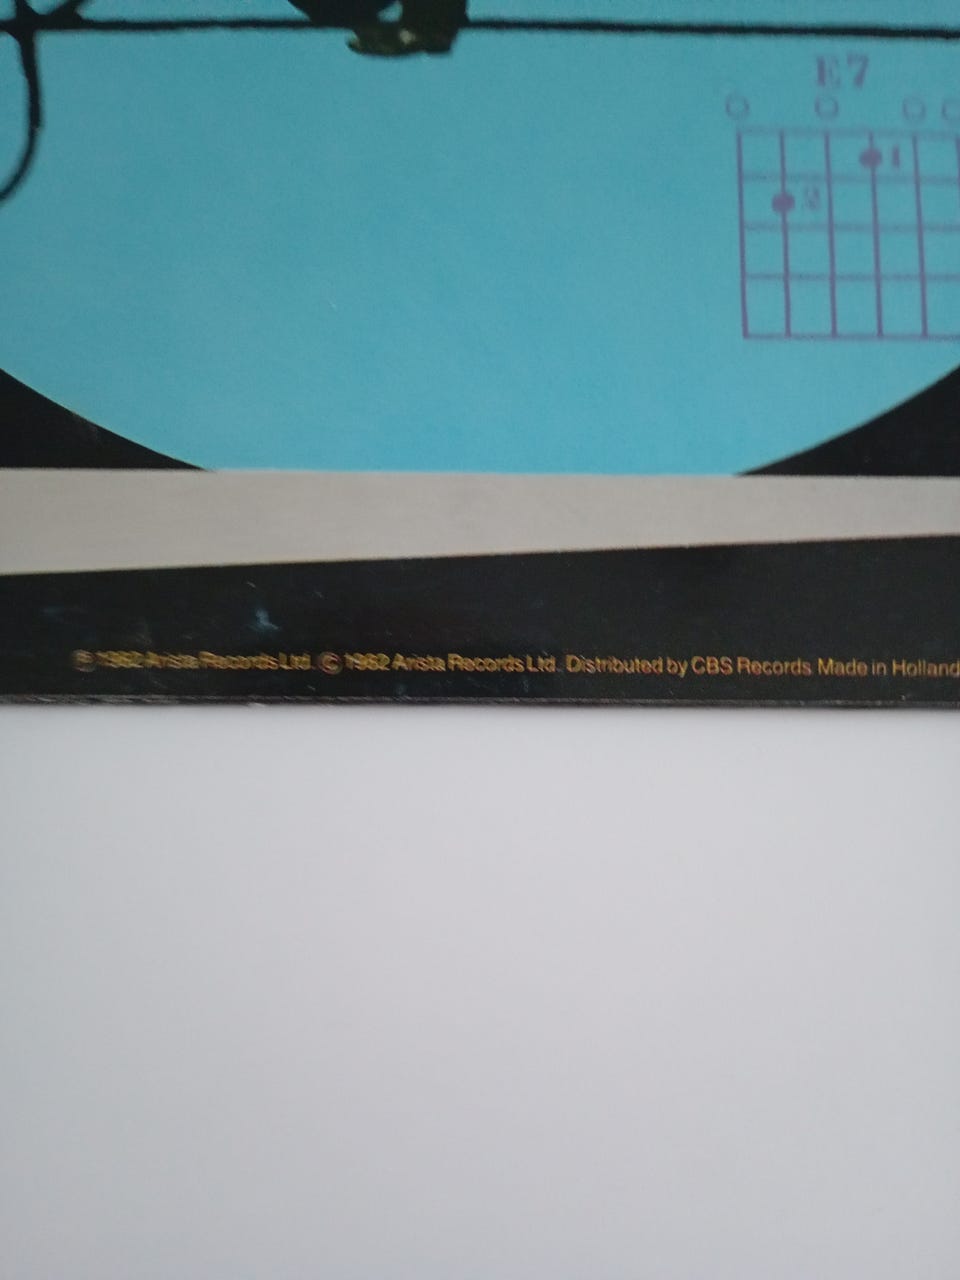 E7
1
2
℗ 1982 Arista Records Ltd. © 1982 Arista Records Ltd. Distributed by CBS Records Made in Holland